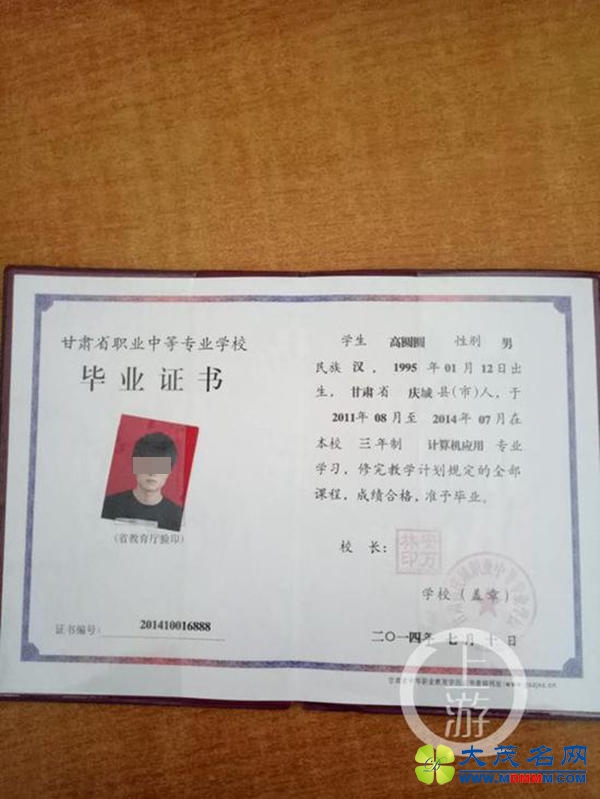 甘肃省职业中等专业学校
毕业证书
(省教育厅验印)
证书编号: 201410016888
学生 高圆圆 性别 男
民族 汉, 1995 年 01 月 12 日出
生, 甘肃省 庆城 县(市)人, 于
2011 年 08 月至 2014 年 07 月在
本校 三年制 计算机应用 专业
学习, 修完教学计划规定的全部
课程, 成绩合格, 准予毕业。
校 长:
学校(盖章)
二〇一四年 七 月 十 日
上游
大茂名网